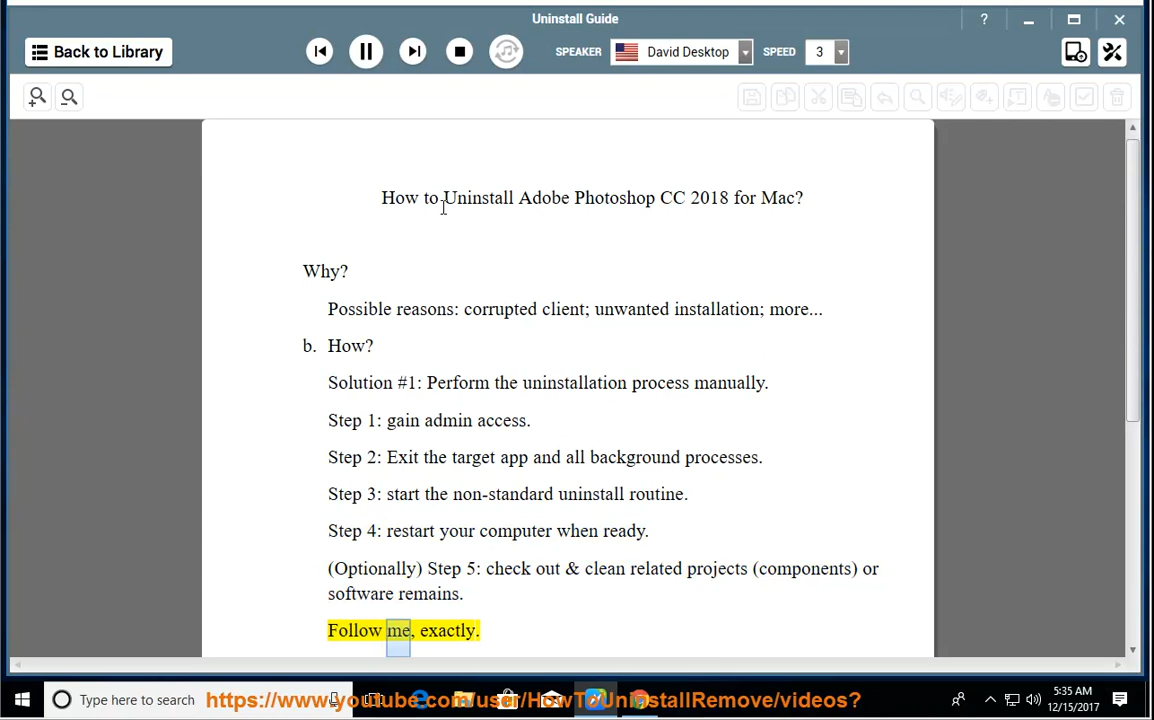 Uninstall Guide
?
Back to Library
SPEAKER
David Desktop
SPEED
3
How to Uninstall Adobe Photoshop CC 2018 for Mac?
Why?
Possible reasons: corrupted client; unwanted installation; more...
b. How?
Solution #1: Perform the uninstallation process manually.
Step 1: gain admin access.
Step 2: Exit the target app and all background processes.
Step 3: start the non-standard uninstall routine.
Step 4: restart your computer when ready.
(Optionally) Step 5: check out & clean related projects (components) or
software remains.
Follow me, exactly.
Type here to search
https://www.youtube.com/user/HowToUninstallRemove/videos?
5:35 AM
12/15/2017